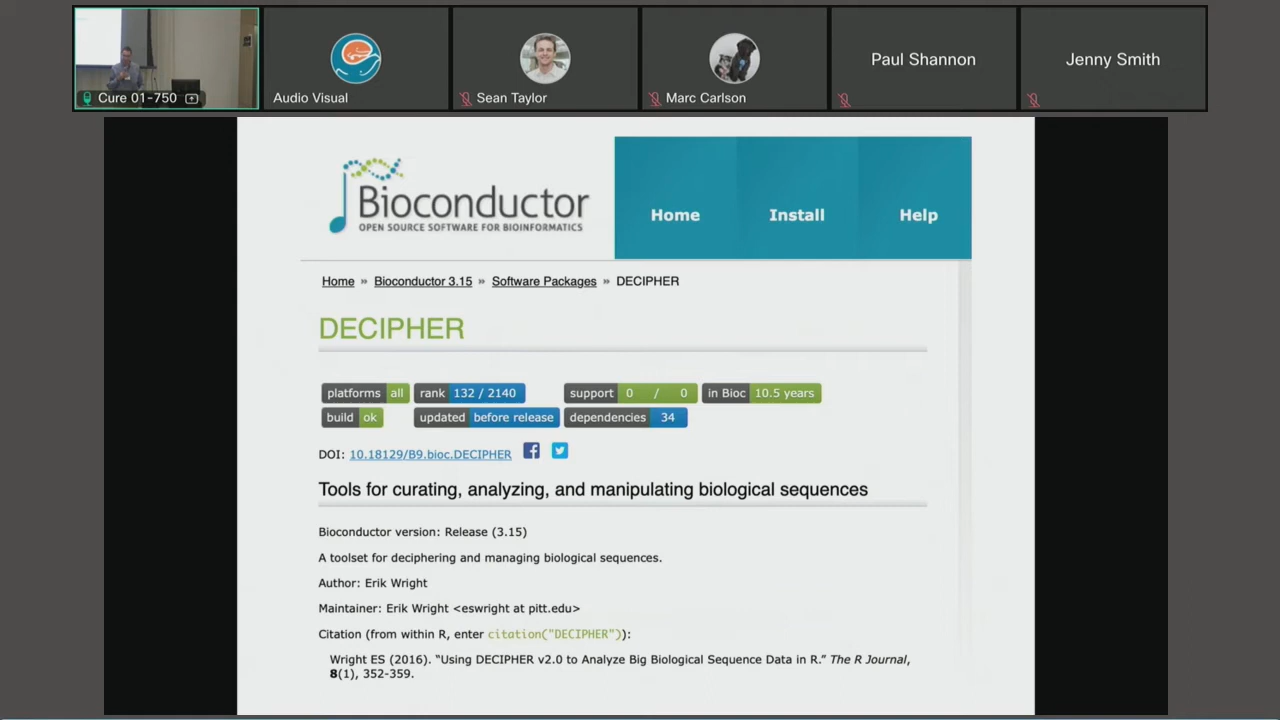 Cure 01-750
Audio Visual
Sean Taylor
Marc Carlson
Paul Shannon
Jenny Smith
Bioconductor
OPEN SOURCE SOFTWARE FOR BIOINFORMATICS
Home Install Help
Home » Bioconductor 3.15 » Software Packages » DECIPHER
DECIPHER
platforms all rank 132 / 2140 support 0 / 0 in Bioc 10.5 years
build ok updated before release dependencies 34
DOI: 10.18129/B9.bioc.DECIPHER
Tools for curating, analyzing, and manipulating biological sequences
Bioconductor version: Release (3.15)
A toolset for deciphering and managing biological sequences.
Author: Erik Wright
Maintainer: Erik Wright <eswright at pitt.edu>
Citation (from within R, enter citation("DECIPHER")):
Wright ES (2016). “Using DECIPHER v2.0 to Analyze Big Biological Sequence Data in R.” The R Journal,
8(1), 352-359.